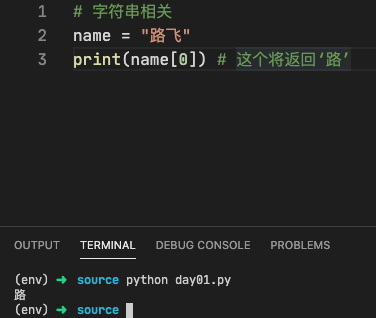 1 # 字符串相关
2 name = "路飞"
3 print(name[0]) # 这个将返回‘路’
OUTPUT TERMINAL DEBUG CONSOLE PROBLEMS
(env) ➜ source python day01.py
路
(env) ➜ source